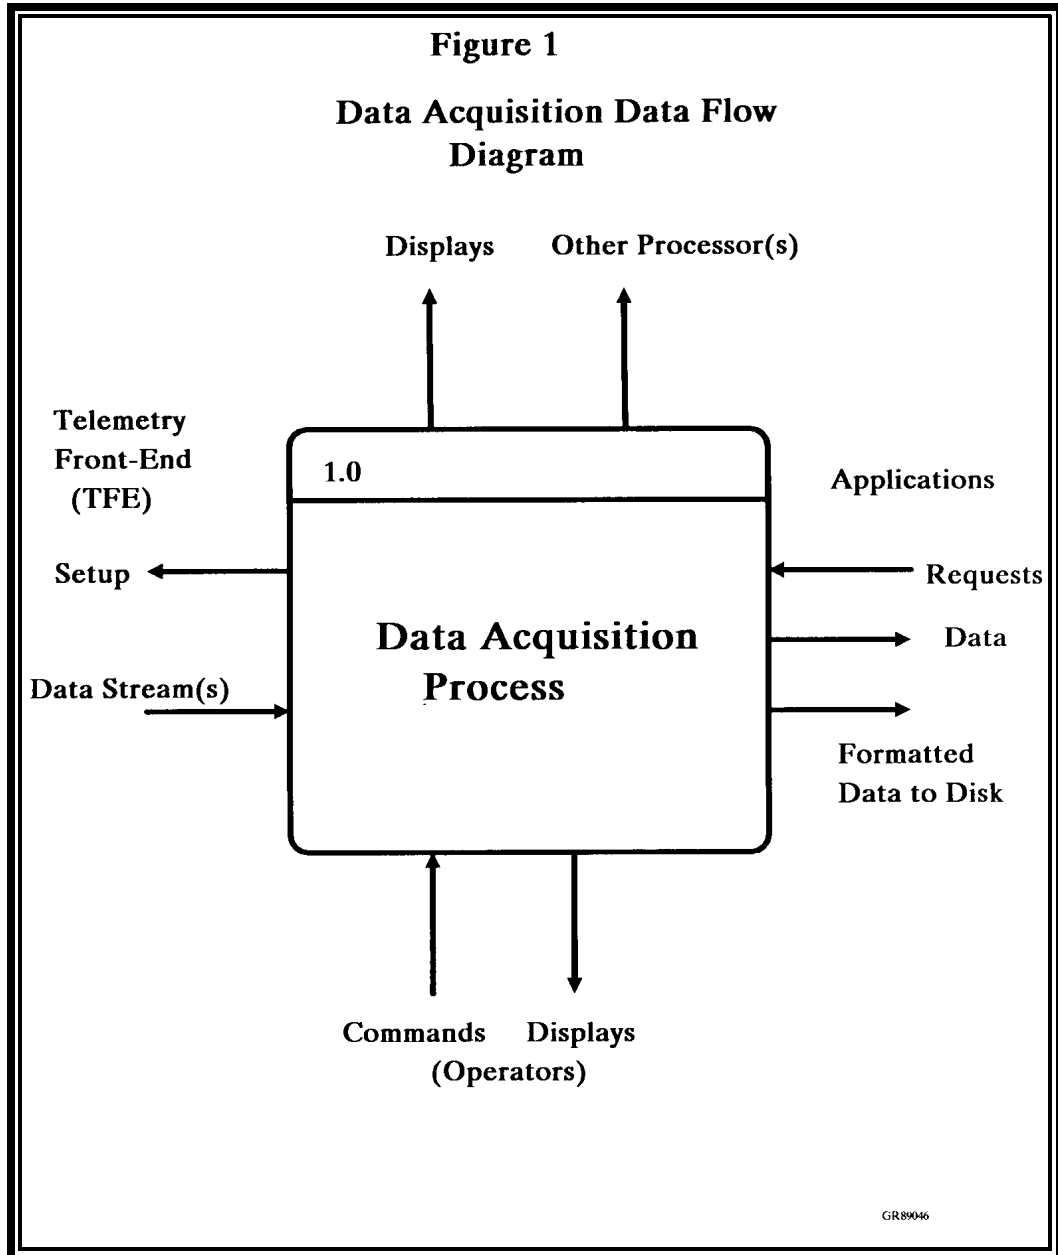 Figure 1
Data Acquisition Data Flow
Diagram
Displays
Other Processor(s)
Telemetry
Front-End
(TFE)
1.0
Applications
Setup
Requests
Data Acquisition
Process
Data
Data Stream(s)
Formatted
Data to Disk
Commands
Displays
(Operators)
GR89046